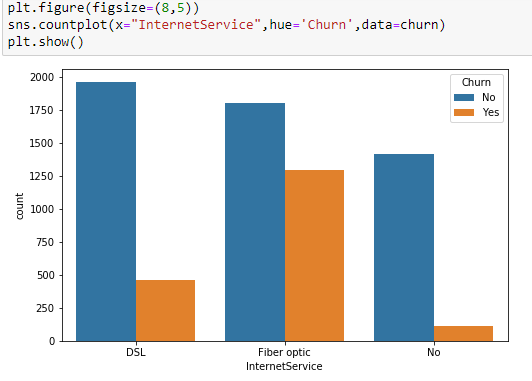 plt.figure(figsize=(8,5))
sns.countplot(x="InternetService",hue='Churn',data=churn)
plt.show()
2000
1750
1500
1250
1000
750
500
250
0
count
Churn
No
Yes
DSL Fiber optic No
InternetService